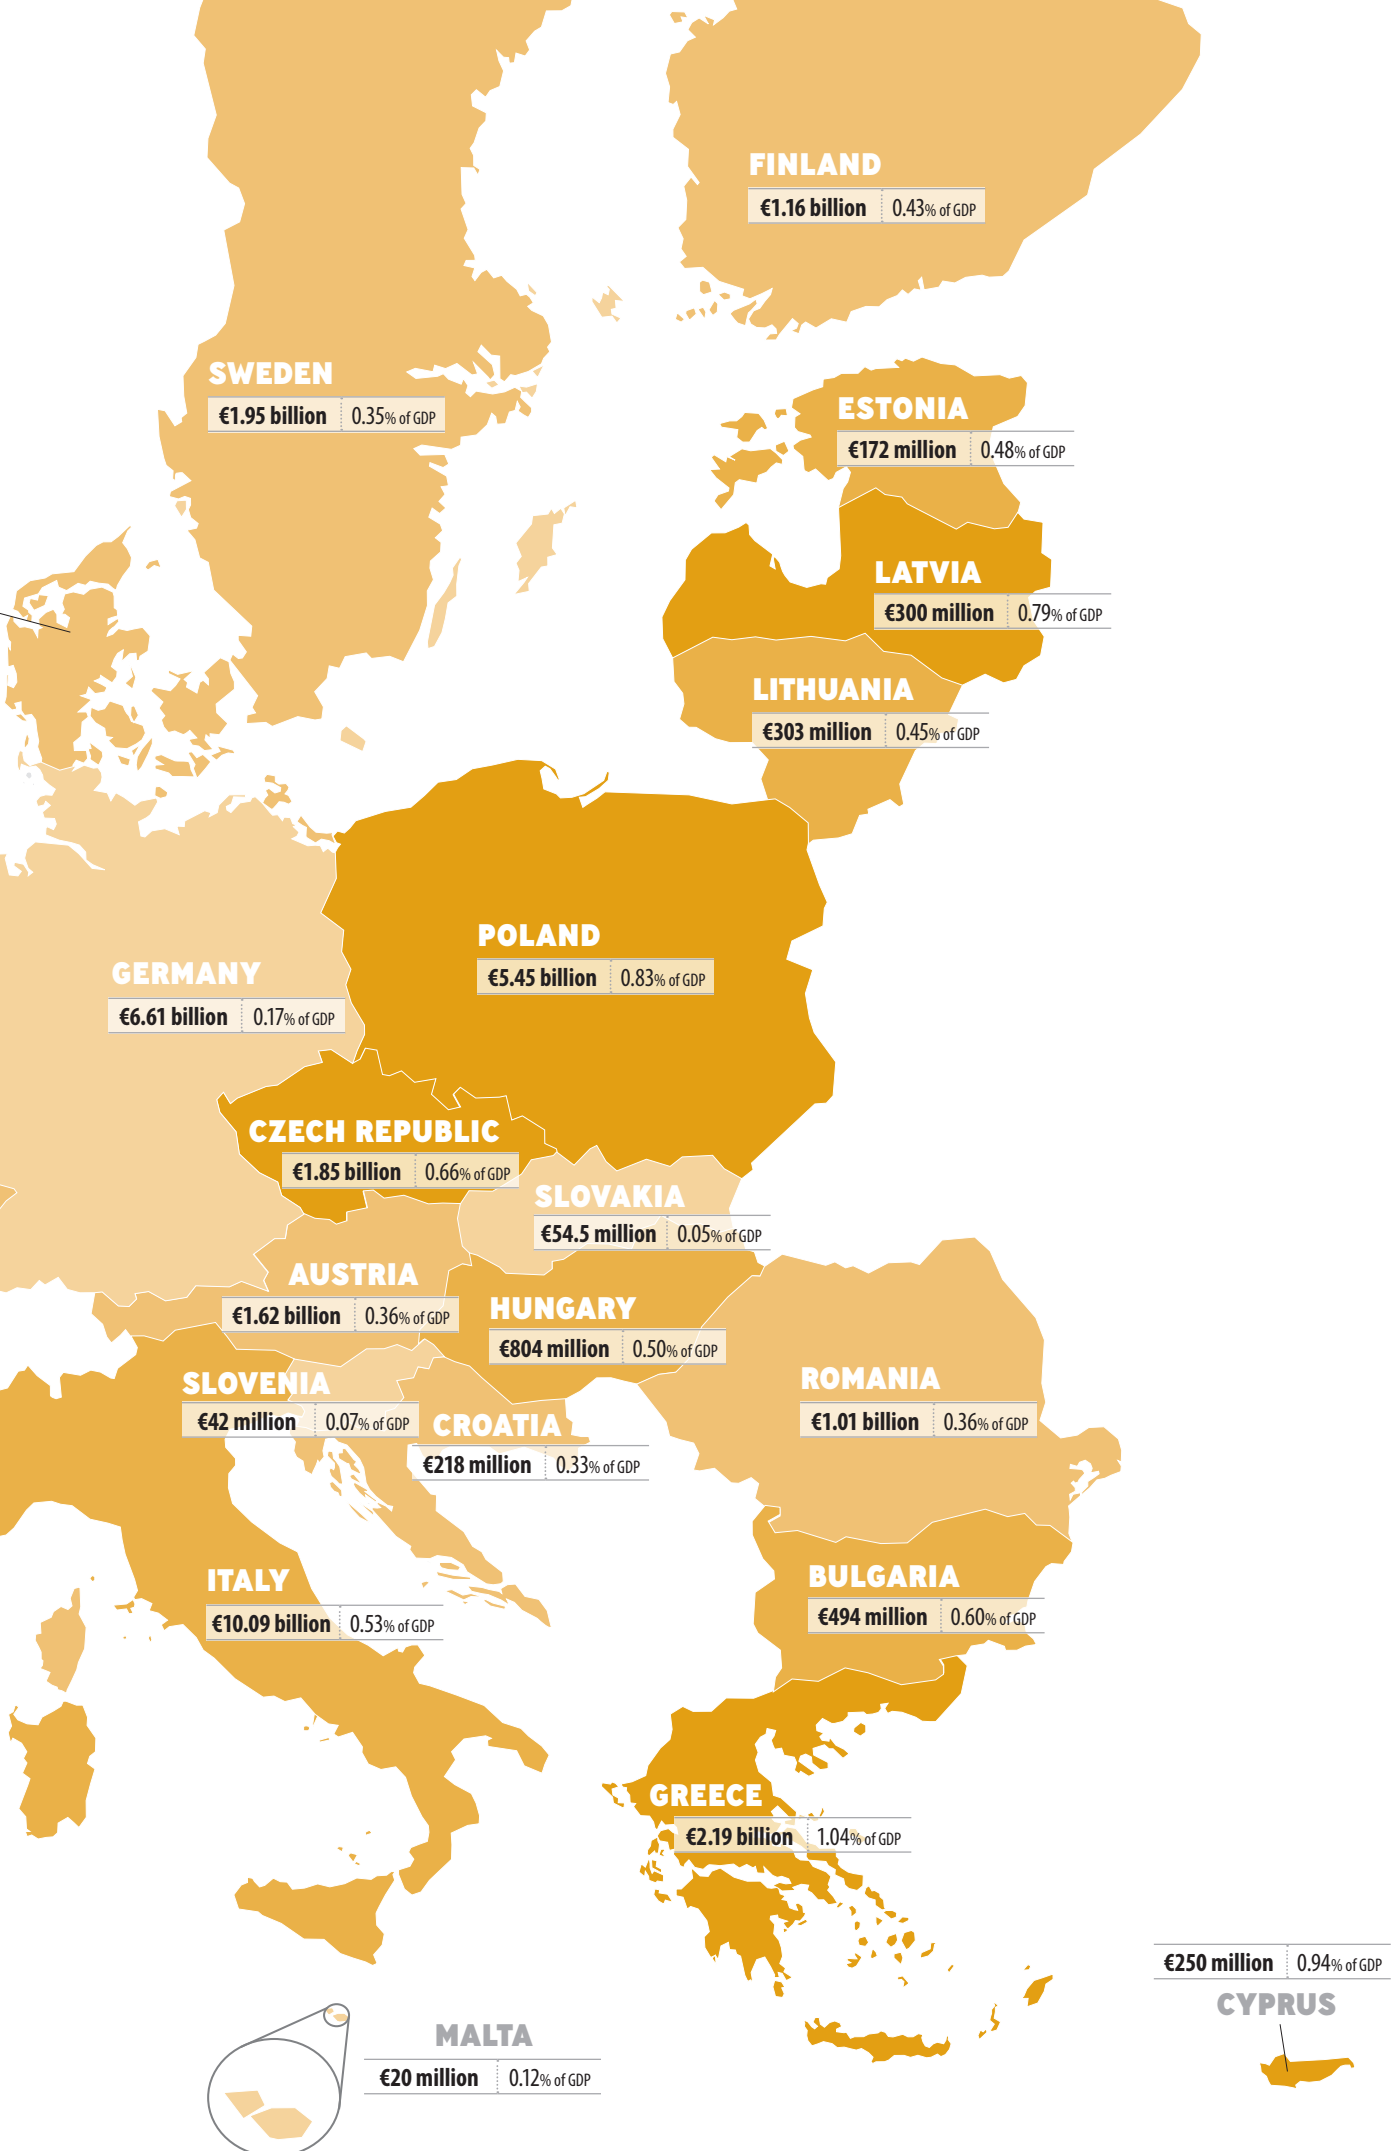 FINLAND
€1.16 billion 0.43% of GDP
SWEDEN
€1.95 billion 0.35% of GDP
ESTONIA
€172 million 0.48% of GDP
LATVIA
€300 million 0.79% of GDP
LITHUANIA
€303 million 0.45% of GDP
POLAND
€5.45 billion 0.83% of GDP
GERMANY
€6.61 billion 0.17% of GDP
CZECH REPUBLIC
€1.85 billion 0.66% of GDP
SLOVAKIA
€54.5 million 0.05% of GDP
AUSTRIA
€1.62 billion 0.36% of GDP
HUNGARY
€804 million 0.50% of GDP
SLOVENIA
€42 million 0.07% of GDP
CROATIA
€218 million 0.33% of GDP
ROMANIA
€1.01 billion 0.36% of GDP
ITALY
€10.09 billion 0.53% of GDP
BULGARIA
€494 million 0.60% of GDP
GREECE
€2.19 billion 1.04% of GDP
€250 million 0.94% of GDP
CYPRUS
MALTA
€20 million 0.12% of GDP